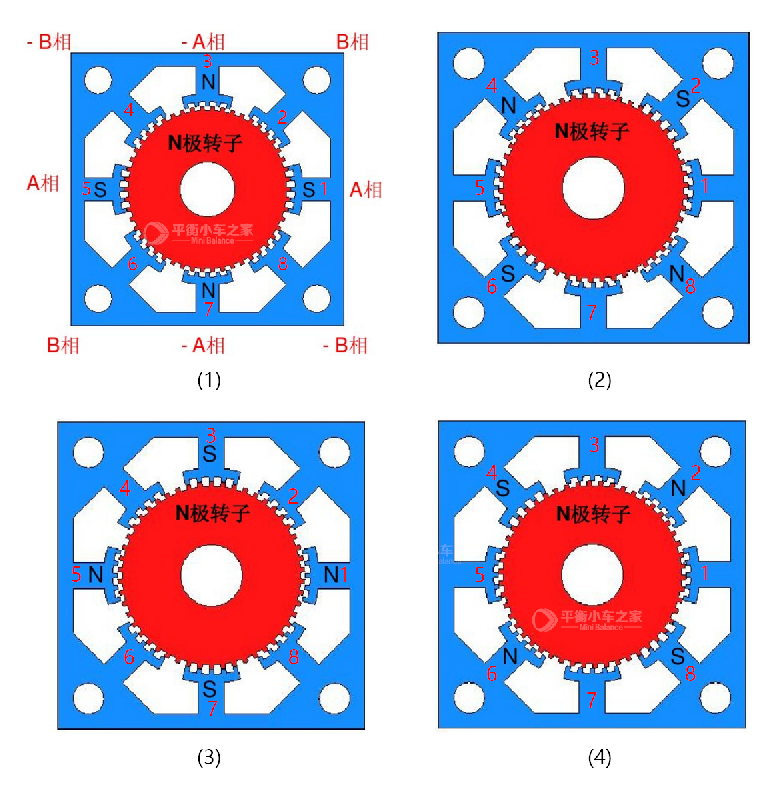 - B相 - A相 B相
3
N
4 2
N极转子
A相 5 S S 1 A相
平衡小车之家
Mini Balance
6 8
N
7
B相 - A相 - B相
(1)
3
4 2
N S
N极转子
5 1
S N
6 8
7
(2)
3
S
4 2
N极转子
5 N N 1
6 8
S
7
(3)
3
4 2
S N
N极转子
小车
5 1
平衡小车之家
Mini Balance
N S
6 8
7
(4)